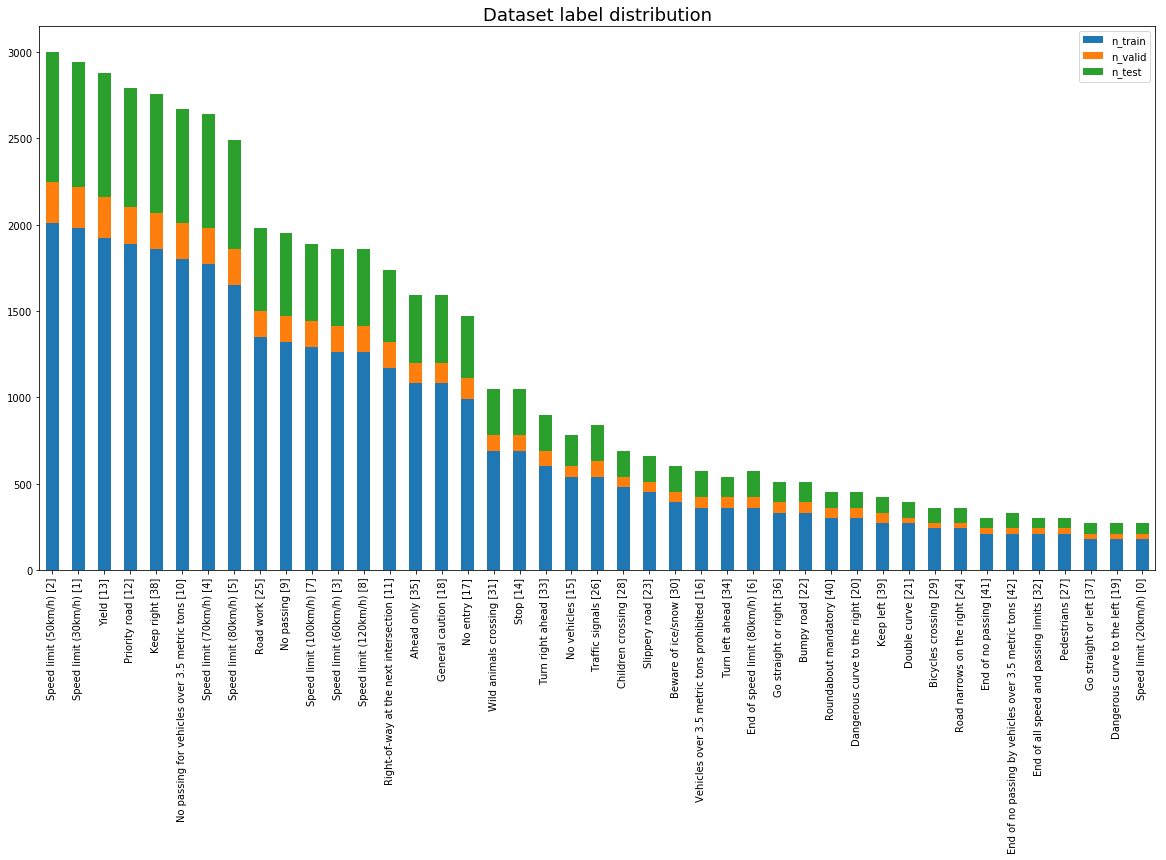 Dataset label distribution
n_train
n_valid
n_test
3000
2500
2000
1500
1000
500
0
Speed limit (50km/h) [2]
Speed limit (30km/h) [1]
Yield [13]
Priority road [12]
Keep right [38]
No passing for vehicles over 3.5 metric tons [10]
Speed limit (70km/h) [4]
Speed limit (80km/h) [5]
Road work [25]
No passing [9]
Speed limit (100km/h) [7]
Speed limit (60km/h) [3]
Speed limit (120km/h) [8]
Right-of-way at the next intersection [11]
Ahead only [35]
General caution [18]
No entry [17]
Wild animals crossing [31]
Stop [14]
Turn right ahead [33]
No vehicles [15]
Traffic signals [26]
Children crossing [28]
Slippery road [23]
Beware of ice/snow [30]
Vehicles over 3.5 metric tons prohibited [16]
Turn left ahead [34]
End of speed limit (80km/h) [6]
Go straight or right [36]
Bumpy road [22]
Roundabout mandatory [40]
Dangerous curve to the right [20]
Keep left [39]
Double curve [21]
Bicycles crossing [29]
Road narrows on the right [24]
End of no passing [41]
End of no passing by vehicles over 3.5 metric tons [42]
End of all speed and passing limits [32]
Pedestrians [27]
Go straight or left [37]
Dangerous curve to the left [19]
Speed limit (20km/h) [0]